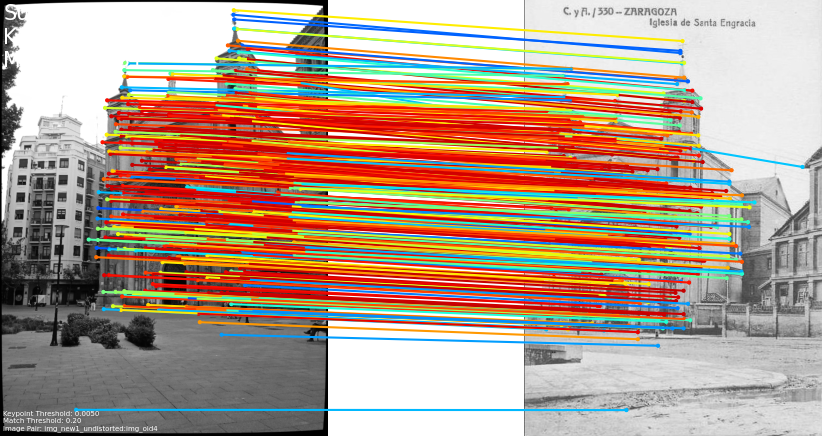 C. y A. / 330 – ZARAGOZA
Iglesia de Santa Engracia
Keypoint Threshold: 0.0050
Match Threshold: 0.20
Image Pair: img_new1_undistorted:img_old4